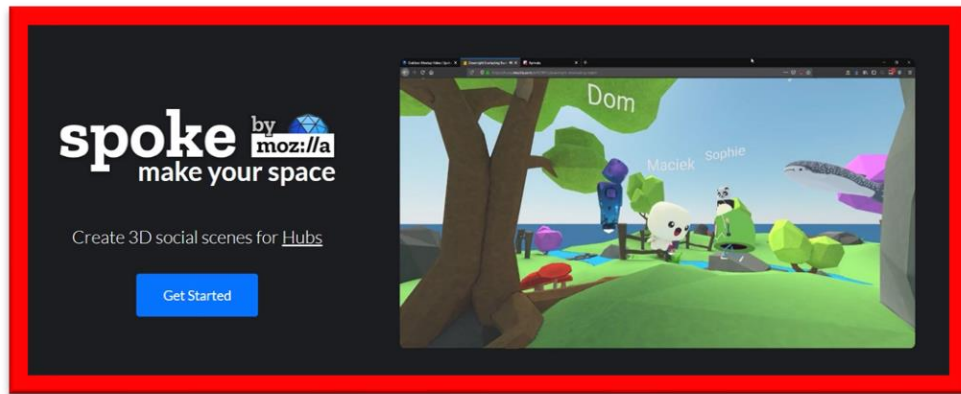 spoke by
moz://a
make your space
Create 3D social scenes for Hubs
Get Started
Dom
Maciek
Sophie